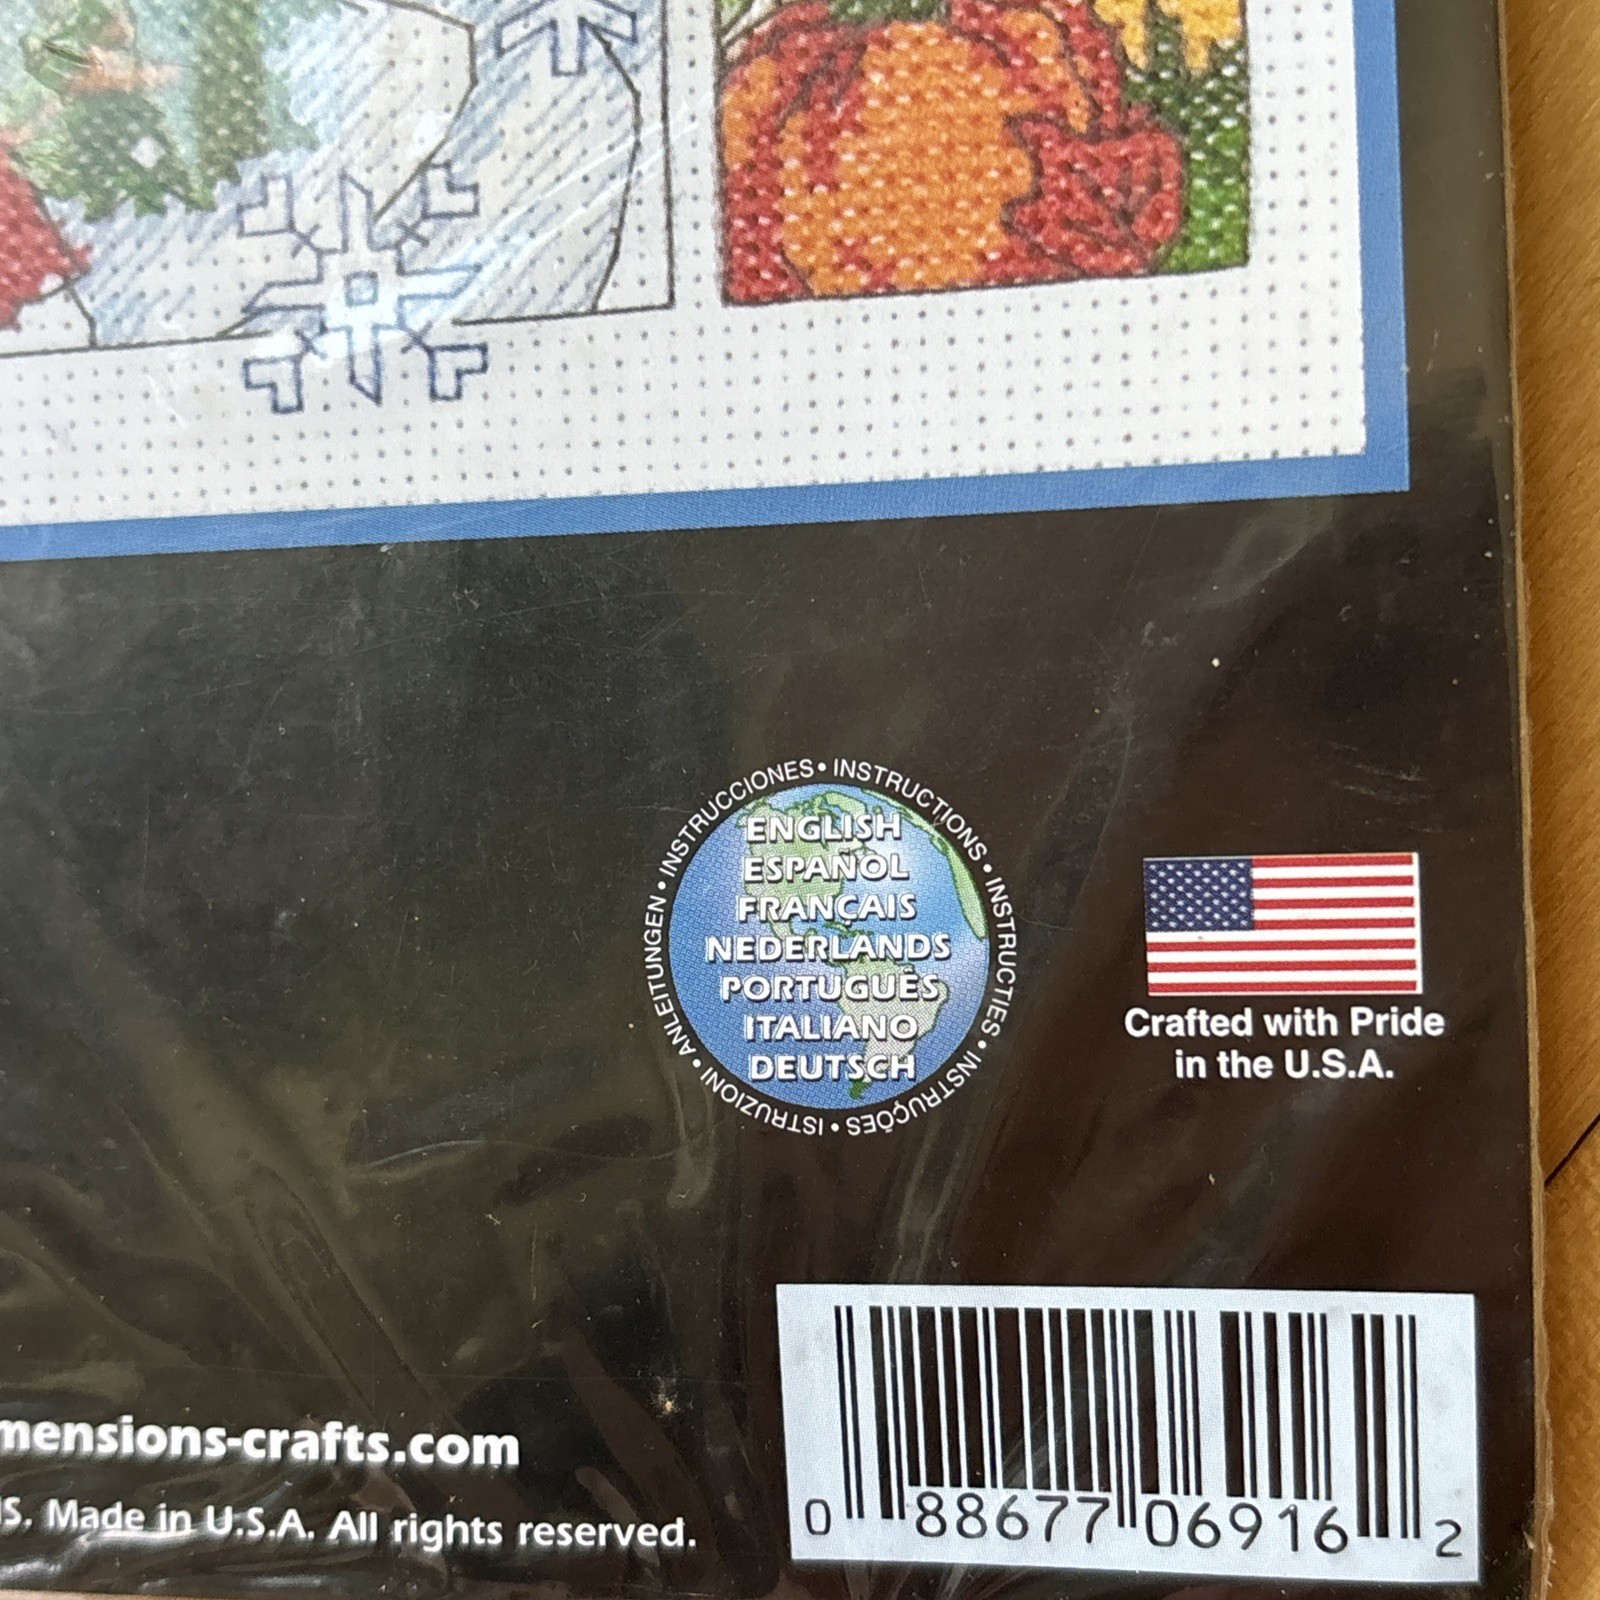 INSTRUCCIONES • INSTRUCTIONS • INSTRUCTIES • INSTRUÇÕES • ISTRUZIONI • ANLEITUNGEN •
ENGLISH
ESPAÑOL
FRANÇAIS
NEDERLANDS
PORTUGUÊS
ITALIANO
DEUTSCH
Crafted with Pride
in the U.S.A.
mensions-crafts.com
S. Made in U.S.A. All rights reserved.
0 88677 06916 2